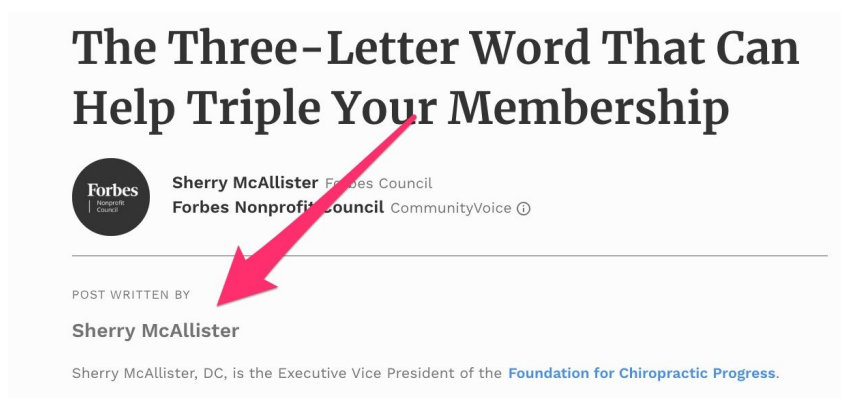 The Three-Letter Word That Can
Help Triple Your Membership
Forbes
Nonprofit
Council
Sherry McAllister Forbes Council
Forbes Nonprofit Council CommunityVoice
POST WRITTEN BY
Sherry McAllister
Sherry McAllister, DC, is the Executive Vice President of the Foundation for Chiropractic Progress.